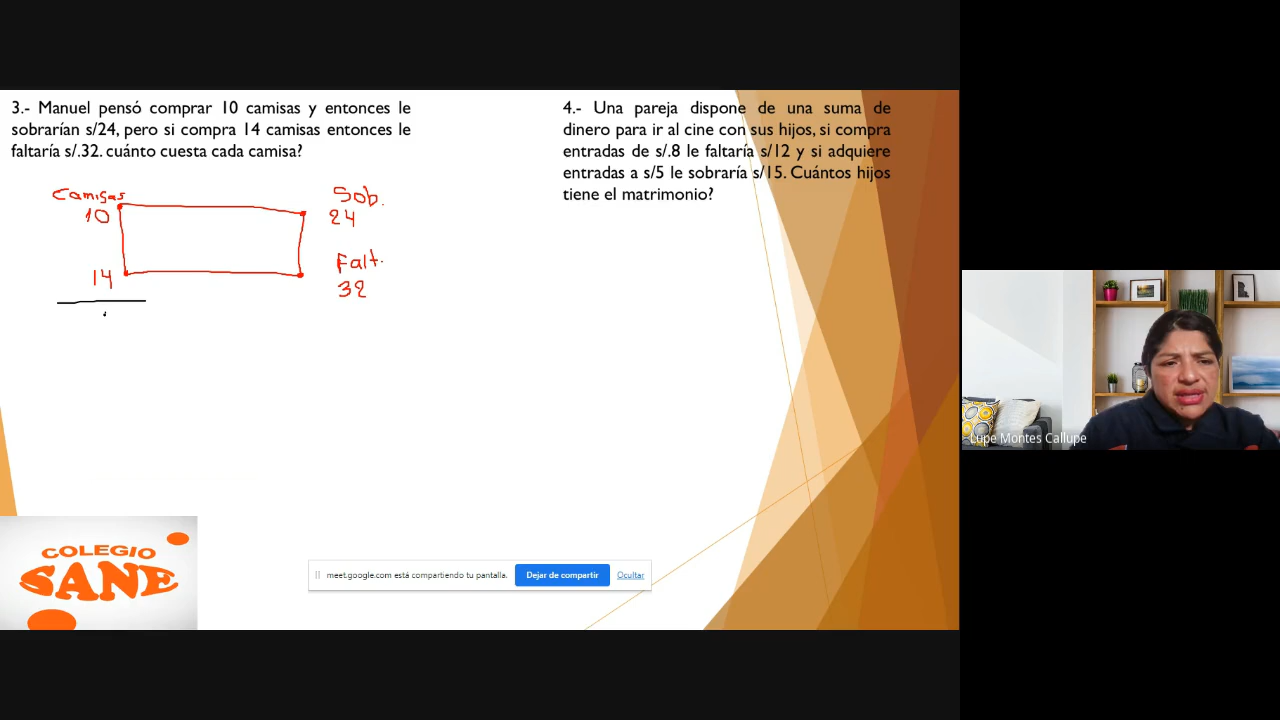 3.- Manuel pensó comprar 10 camisas y entonces le
sobrarían s/24, pero si compra 14 camisas entonces le
faltaría s/.32. cuánto cuesta cada camisa?
Camisas
10
14
Sob.
24
Falt.
32
4.- Una pareja dispone de una suma de
dinero para ir al cine con sus hijos, si compra
entradas de s/.8 le faltaría s/12 y si adquiere
entradas a s/5 le sobraría s/15. Cuántos hijos
tiene el matrimonio?
Lupe Montes Callupe
COLEGIO
SANE
meet.google.com está compartiendo tu pantalla.
Dejar de compartir
Ocultar